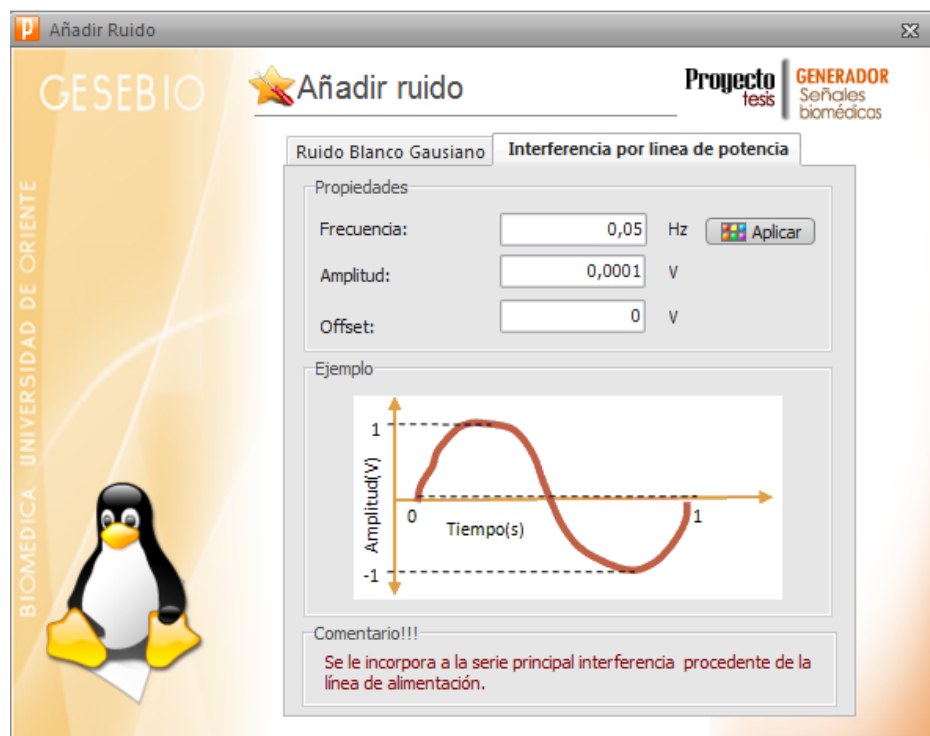 Añadir Ruido
GESEBIO
Añadir ruido
Proyecto
tesis
GENERADOR
Señales
biomédicas
BIOMEDICA UNIVERSIDAD DE ORIENTE
Ruido Blanco Gausiano
Interferencia por linea de potencia
Propiedades
Frecuencia: 0,05 Hz Aplicar
Amplitud: 0,0001 V
Offset: 0 V
Ejemplo
1
Amplitud(V)
0
Tiempo(s)
1
-1
Comentario!!!
Se le incorpora a la serie principal interferencia procedente de la
línea de alimentación.